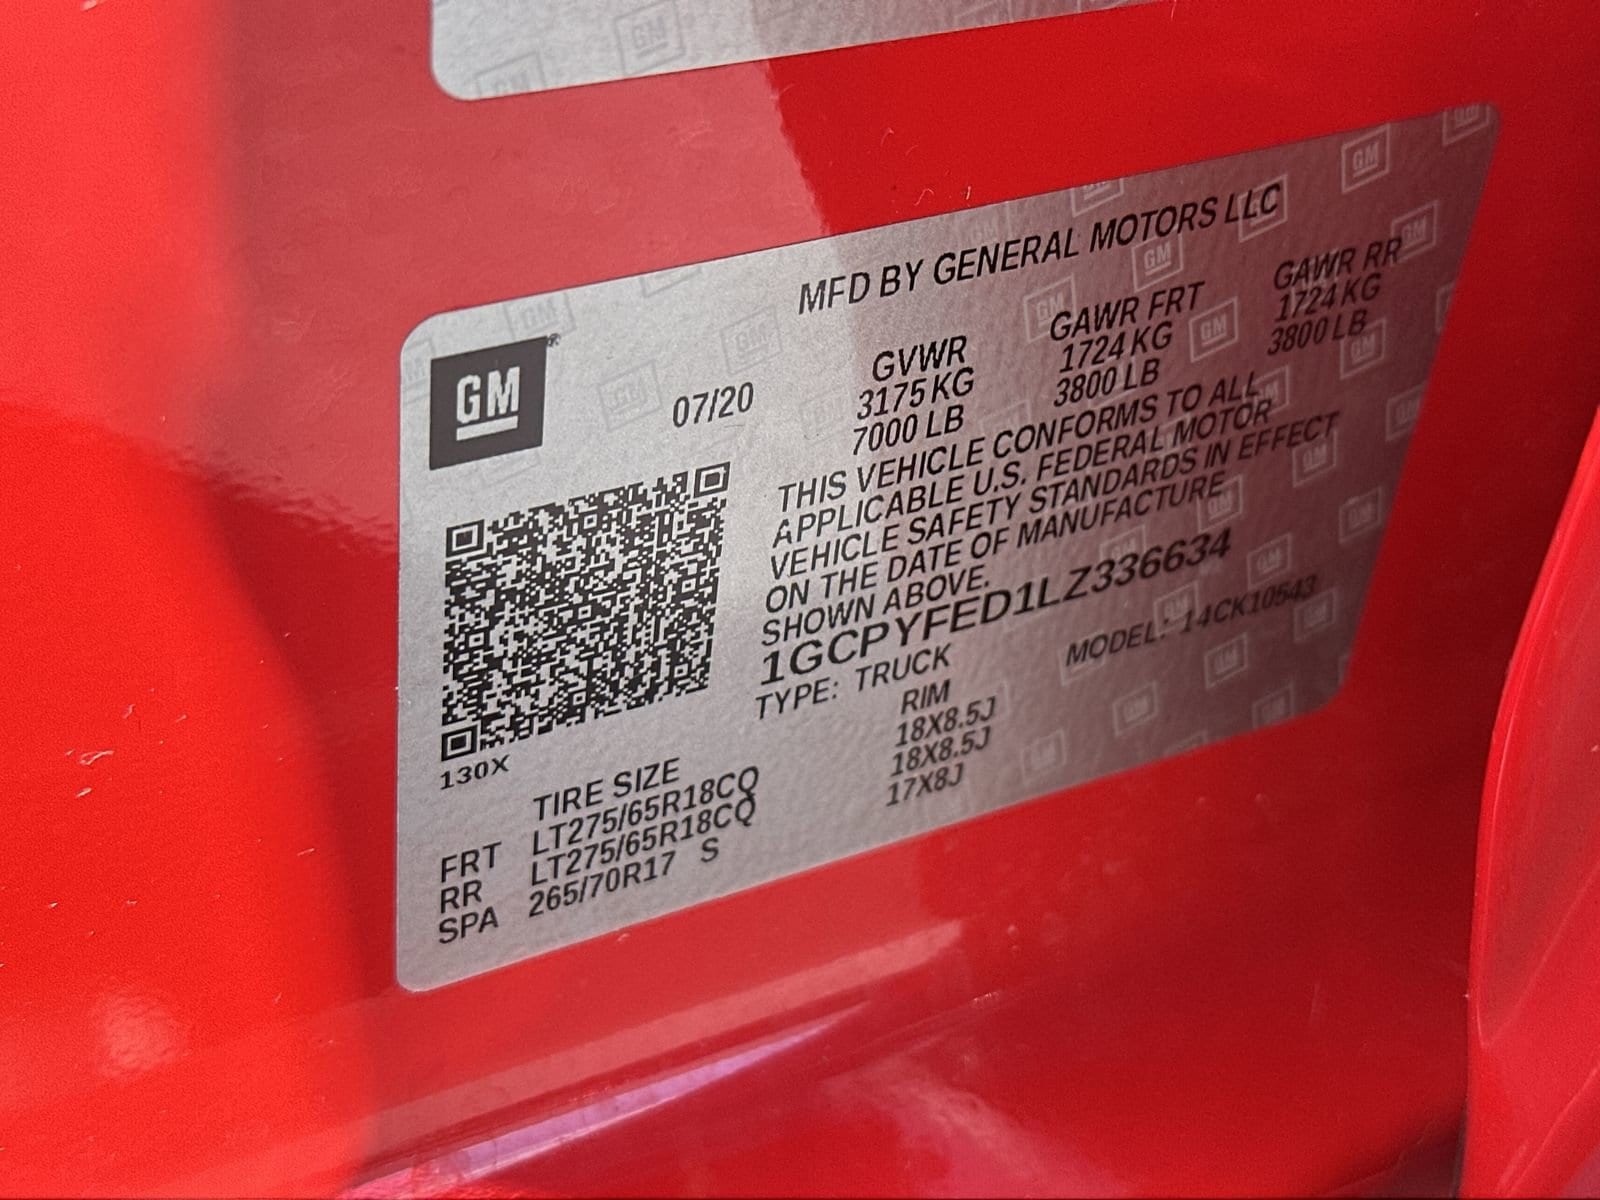 MFD BY GENERAL MOTORS LLC
GM
07/20
GVWR GAWR FRT GAWR RR
3175 KG 1724 KG 1724 KG
7000 LB 3800 LB 3800 LB
THIS VEHICLE CONFORMS TO ALL
APPLICABLE U.S. FEDERAL MOTOR
VEHICLE SAFETY STANDARDS IN EFFECT
ON THE DATE OF MANUFACTURE
SHOWN ABOVE.
1GCPYFED1LZ336634
TYPE: TRUCK MODEL: 14CK10543
130X
TIRE SIZE RIM
FRT LT275/65R18CQ 18X8.5J
RR LT275/65R18CQ 18X8.5J
SPA 265/70R17 S 17X8J